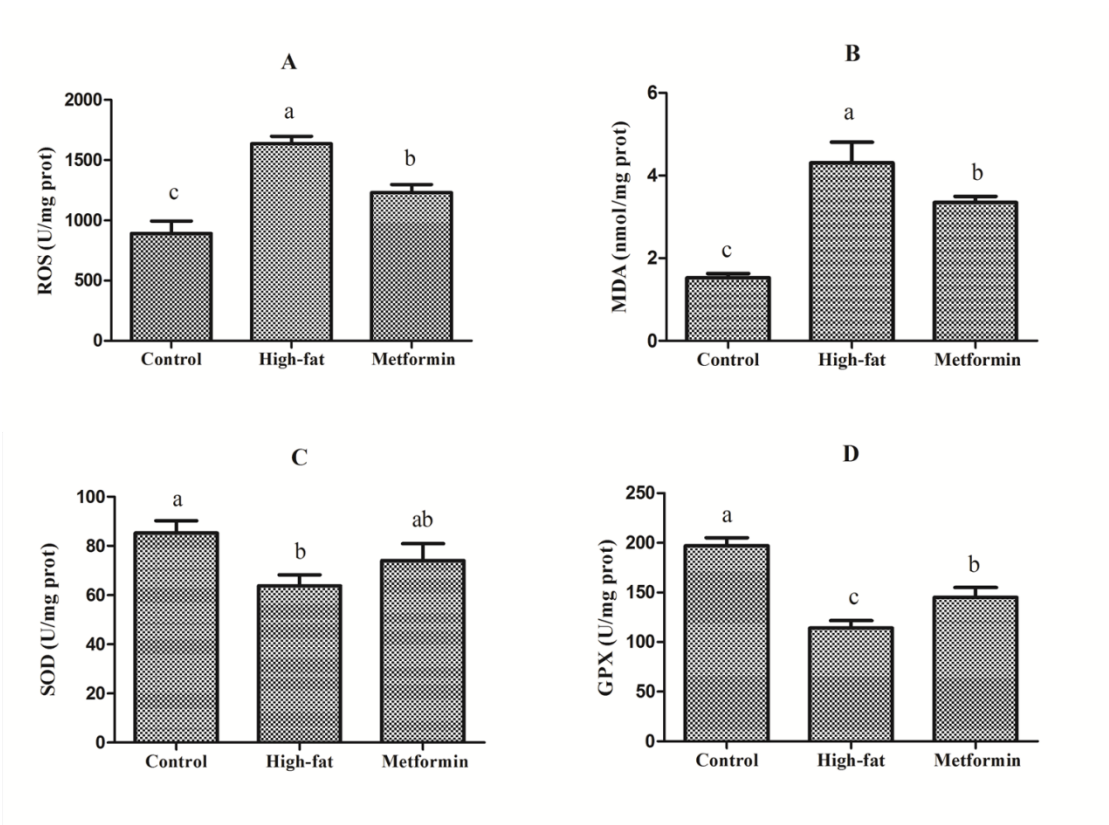 A
ROS (U/mg prot)
2000
1500
1000
500
0
c
a
b
Control High-fat Metformin
B
MDA (nmol/mg prot)
6
4
2
0
c
a
b
Control High-fat Metformin
C
SOD (U/mg prot)
100
80
60
40
20
0
a
b
ab
Control High-fat Metformin
D
GPX (U/mg prot)
250
200
150
100
50
0
a
c
b
Control High-fat Metformin